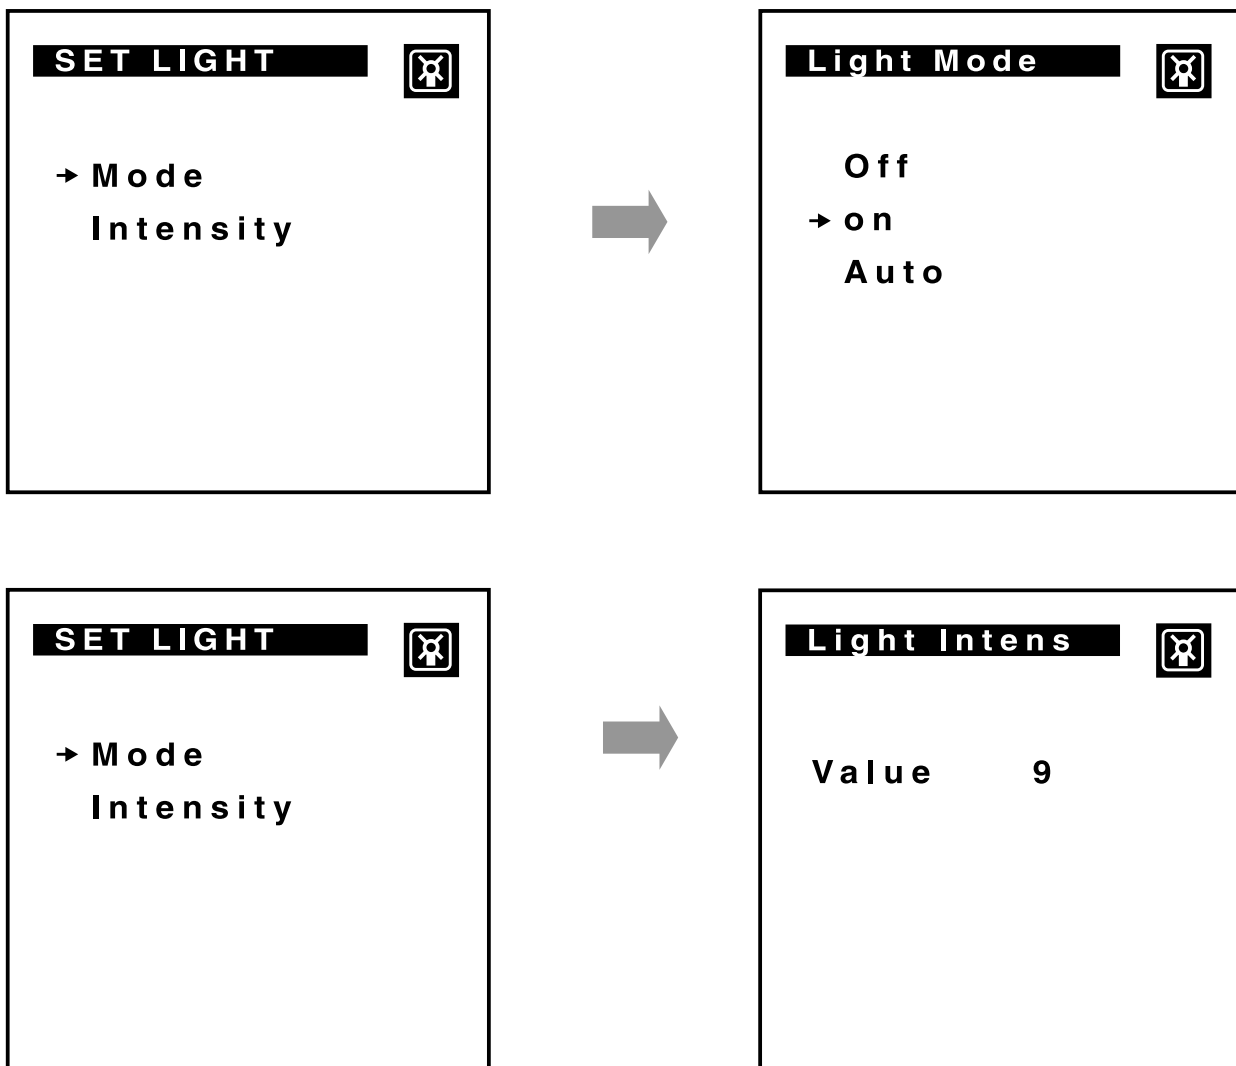 SET LIGHT
→ Mode
Intensity
Light Mode
Off
→ on
Auto
SET LIGHT
→ Mode
Intensity
Light Intens
Value 9